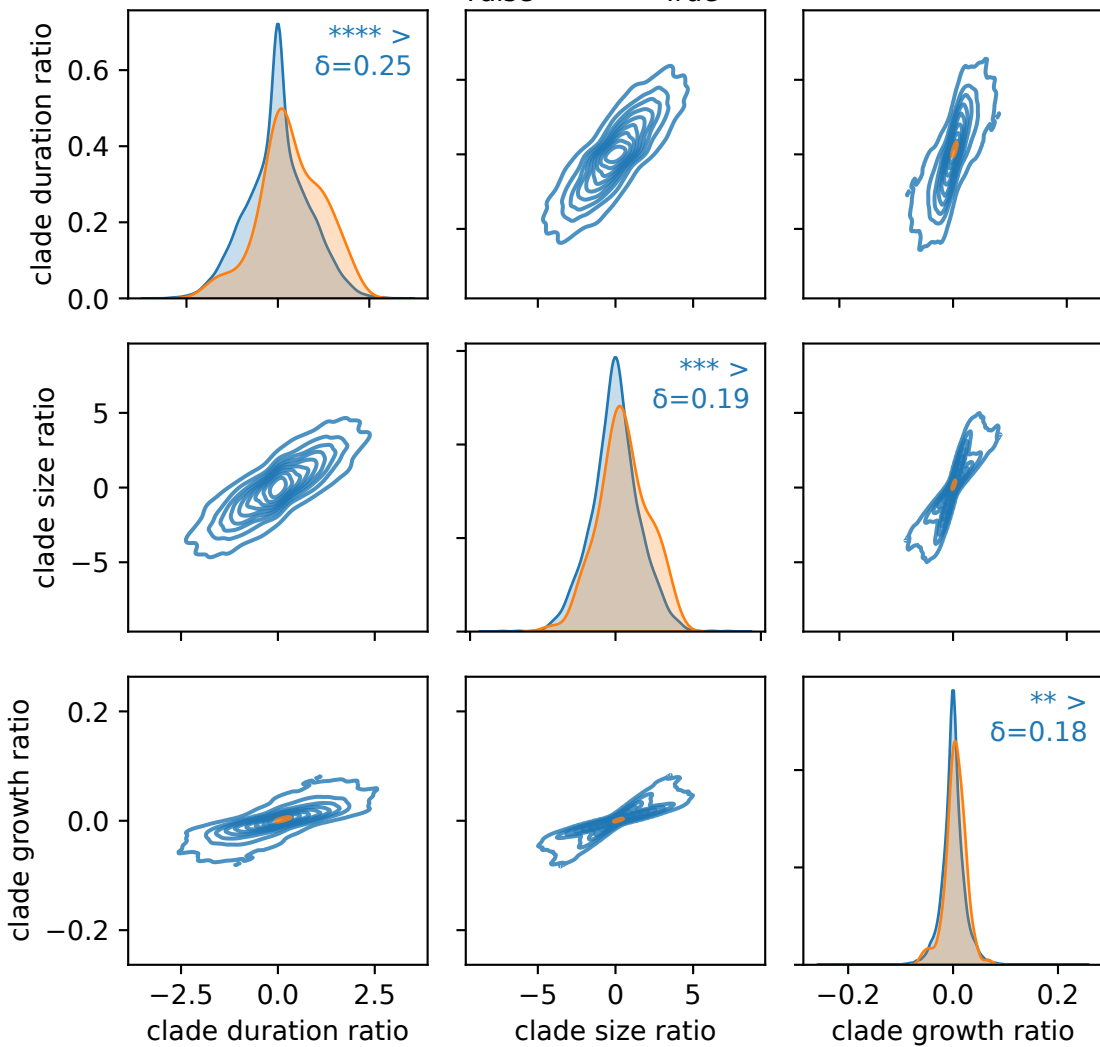 clade duration ratio
0.6
0.4
0.2
0.0
**** >
δ=0.25
clade size ratio
5
0
−5
*** >
δ=0.19
clade growth ratio
0.2
0.0
−0.2
** >
δ=0.18
−2.5 0.0 2.5
clade duration ratio
−5 0 5
clade size ratio
−0.2 0.0 0.2
clade growth ratio